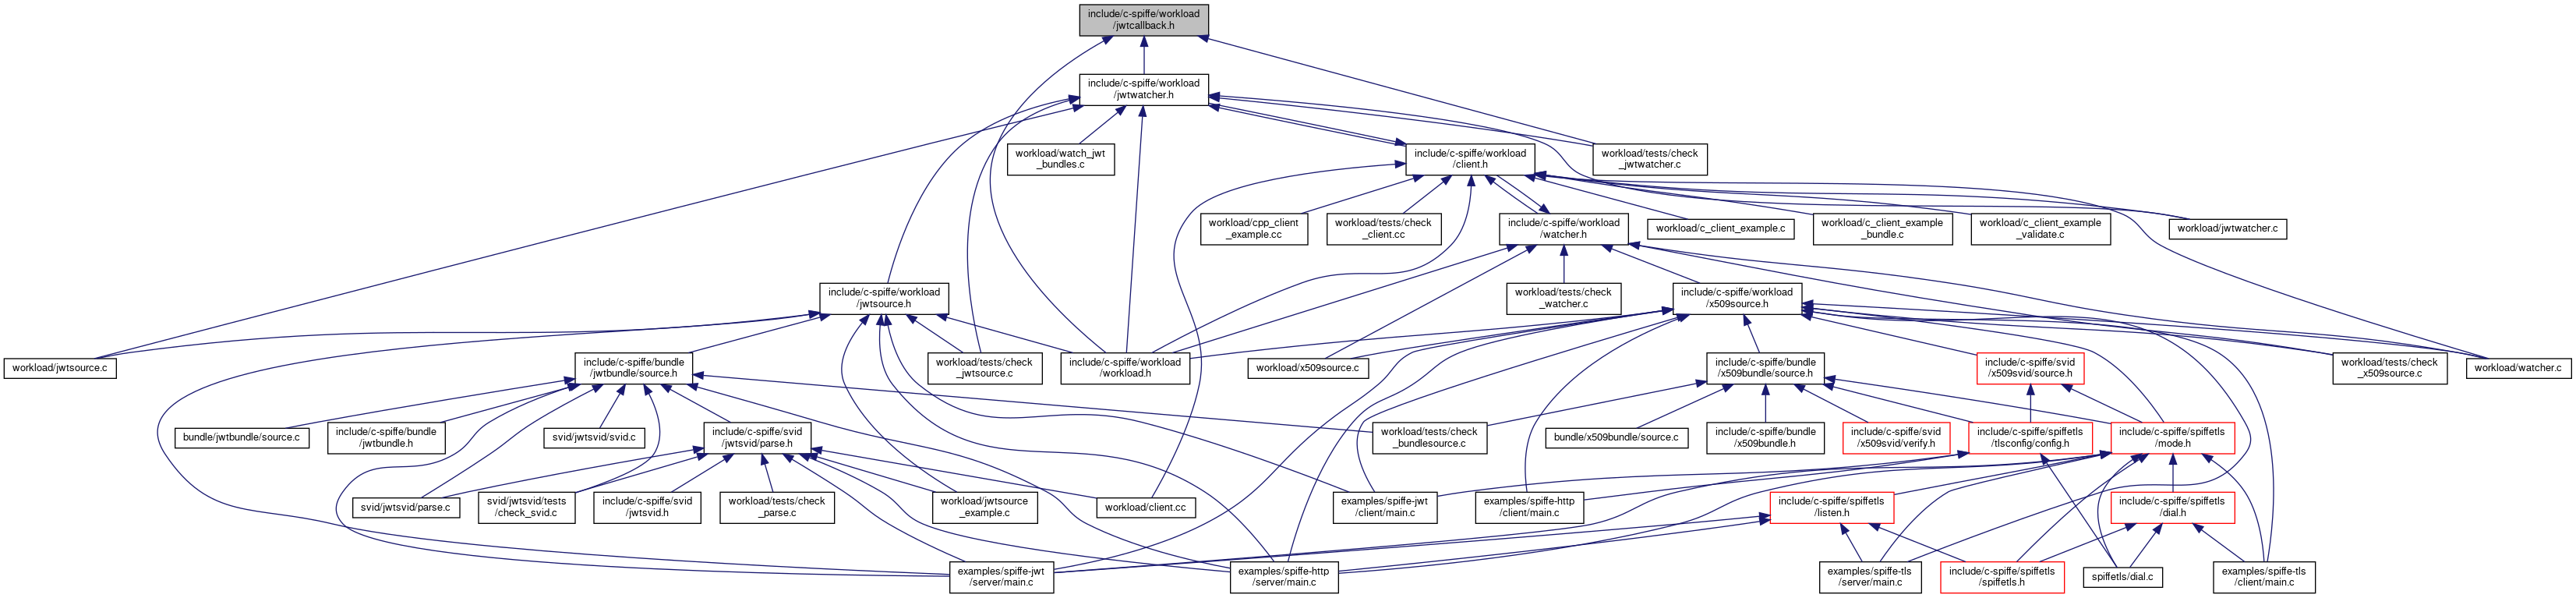 include/c-spiffe/workload
/jwtcallback.h
include/c-spiffe/workload
/jwtwatcher.h
workload/watch_jwt
_bundles.c
include/c-spiffe/workload
/client.h
workload/tests/check
_jwtwatcher.c
workload/cpp_client
_example.cc
workload/tests/check
_client.cc
include/c-spiffe/workload
/watcher.h
workload/c_client_example.c
workload/c_client_example
_bundle.c
workload/c_client_example
_validate.c
workload/jwtwatcher.c
include/c-spiffe/workload
/jwtsource.h
workload/tests/check
_watcher.c
include/c-spiffe/workload
/x509source.h
workload/jwtsource.c
include/c-spiffe/bundle
/jwtbundle/source.h
workload/tests/check
_jwtsource.c
include/c-spiffe/workload
/workload.h
workload/x509source.c
include/c-spiffe/bundle
/x509bundle/source.h
include/c-spiffe/svid
/x509svid/source.h
workload/tests/check
_x509source.c
workload/watcher.c
bundle/jwtbundle/source.c
include/c-spiffe/bundle
/jwtbundle.h
svid/jwtsvid/svid.c
include/c-spiffe/svid
/jwtsvid/parse.h
workload/tests/check
_bundlesource.c
bundle/x509bundle/source.c
include/c-spiffe/bundle
/x509bundle.h
include/c-spiffe/svid
/x509svid/verify.h
include/c-spiffe/spiffetls
/tlsconfig/config.h
include/c-spiffe/spiffetls
/mode.h
svid/jwtsvid/parse.c
svid/jwtsvid/tests
/check_svid.c
include/c-spiffe/svid
/jwtsvid.h
workload/tests/check
_parse.c
workload/jwtsource
_example.c
workload/client.cc
examples/spiffe-jwt
/client/main.c
examples/spiffe-http
/client/main.c
include/c-spiffe/spiffetls
/listen.h
include/c-spiffe/spiffetls
/dial.h
examples/spiffe-jwt
/server/main.c
examples/spiffe-http
/server/main.c
examples/spiffe-tls
/server/main.c
include/c-spiffe/spiffetls
/spiffetls.h
spiffetls/dial.c
examples/spiffe-tls
/client/main.c